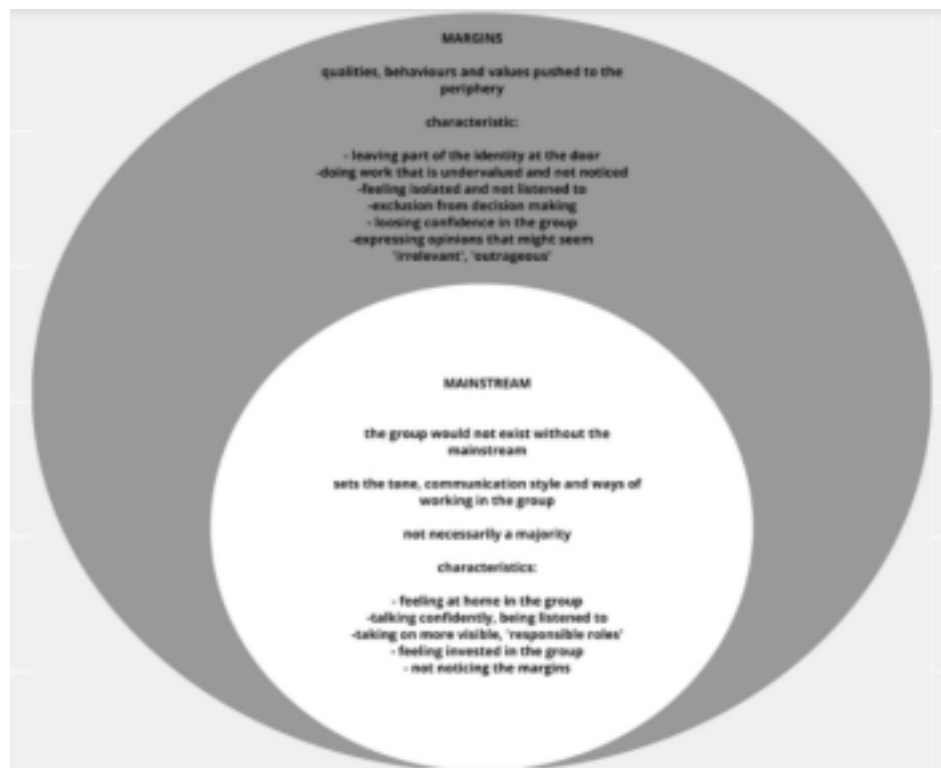 MARGINS
qualities, behaviours and values pushed to the
periphery
characteristic:
- leaving part of the identity at the door
-doing work that is undervalued and not noticed
-feeling isolated and not listened to
-exclusion from decision making
- loosing confidence in the group
-expressing opinions that might seem
'irrelevant', 'outrageous'
MAINSTREAM
the group would not exist without the
mainstream
sets the tone, communication style and ways of
working in the group
not necessarily a majority
characteristics:
- feeling at home in the group
-talking confidently, being listened to
-taking on more visible, 'responsible roles'
- feeling invested in the group
- not noticing the margins